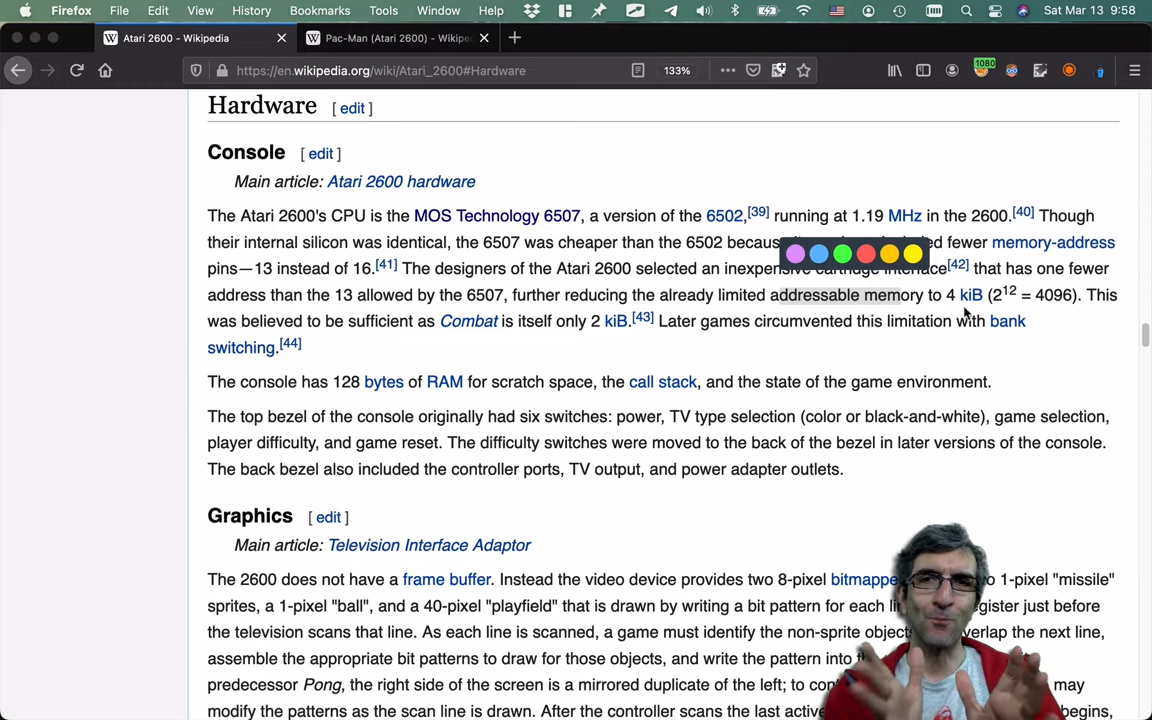 Firefox File Edit View History Bookmarks Tools Window Help Sat Mar 13 9:58
Atari 2600 - Wikipedia Pac-Man (Atari 2600) - Wikipe
https://en.wikipedia.org/wiki/Atari_2600#Hardware 133% 1080
Hardware [ edit ]
Console [ edit ]
Main article: Atari 2600 hardware
The Atari 2600's CPU is the MOS Technology 6507, a version of the 6502,[39] running at 1.19 MHz in the 2600.[40] Though
their internal silicon was identical, the 6507 was cheaper than the 6502 becaus fewer memory-address
pins—13 instead of 16.[41] The designers of the Atari 2600 selected an inexpensive cartridge interface[42] that has one fewer
address than the 13 allowed by the 6507, further reducing the already limited addressable memory to 4 kiB (2¹² = 4096). This
was believed to be sufficient as Combat is itself only 2 kiB.[43] Later games circumvented this limitation with bank
switching.[44]
The console has 128 bytes of RAM for scratch space, the call stack, and the state of the game environment.
The top bezel of the console originally had six switches: power, TV type selection (color or black-and-white), game selection,
player difficulty, and game reset. The difficulty switches were moved to the back of the bezel in later versions of the console.
The back bezel also included the controller ports, TV output, and power adapter outlets.
Graphics [ edit ]
Main article: Television Interface Adaptor
The 2600 does not have a frame buffer. Instead the video device provides two 8-pixel bitmappe o 1-pixel "missile"
sprites, a 1-pixel "ball", and a 40-pixel "playfield" that is drawn by writing a bit pattern for each li egister just before
the television scans that line. As each line is scanned, a game must identify the non-sprite object overlap the next line,
assemble the appropriate bit patterns to draw for those objects, and write the pattern into
predecessor Pong, the right side of the screen is a mirrored duplicate of the left; to con may
modify the patterns as the scan line is drawn. After the controller scans the last active begins,